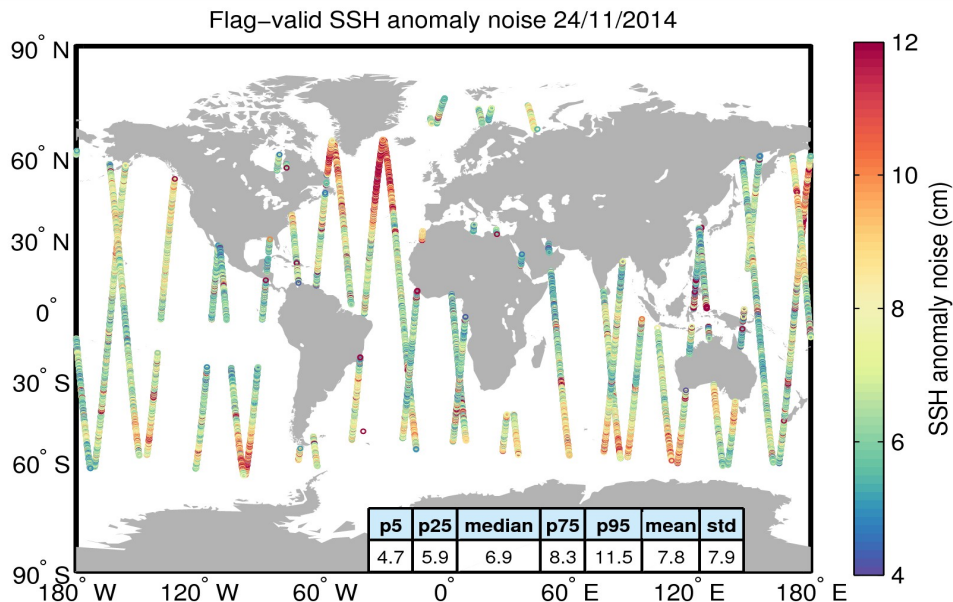 Flag−valid SSH anomaly noise 24/11/2014
90° N
60° N
30° N
0°
30° S
60° S
90° S
180° W
120° W
60° W
0°
60° E
120° E
180° E
p5 p25 median p75 p95 mean std
4.7 5.9 6.9 8.3 11.5 7.8 7.9
12
10
8
6
4
SSH anomaly noise (cm)